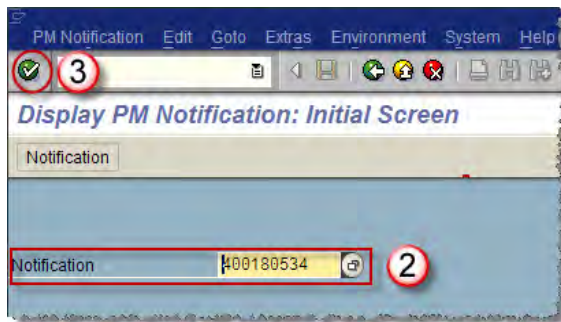 PM Notification Edit Goto Extras Environment System Help
3
Display PM Notification: Initial Screen
Notification
Notification 400180534 2